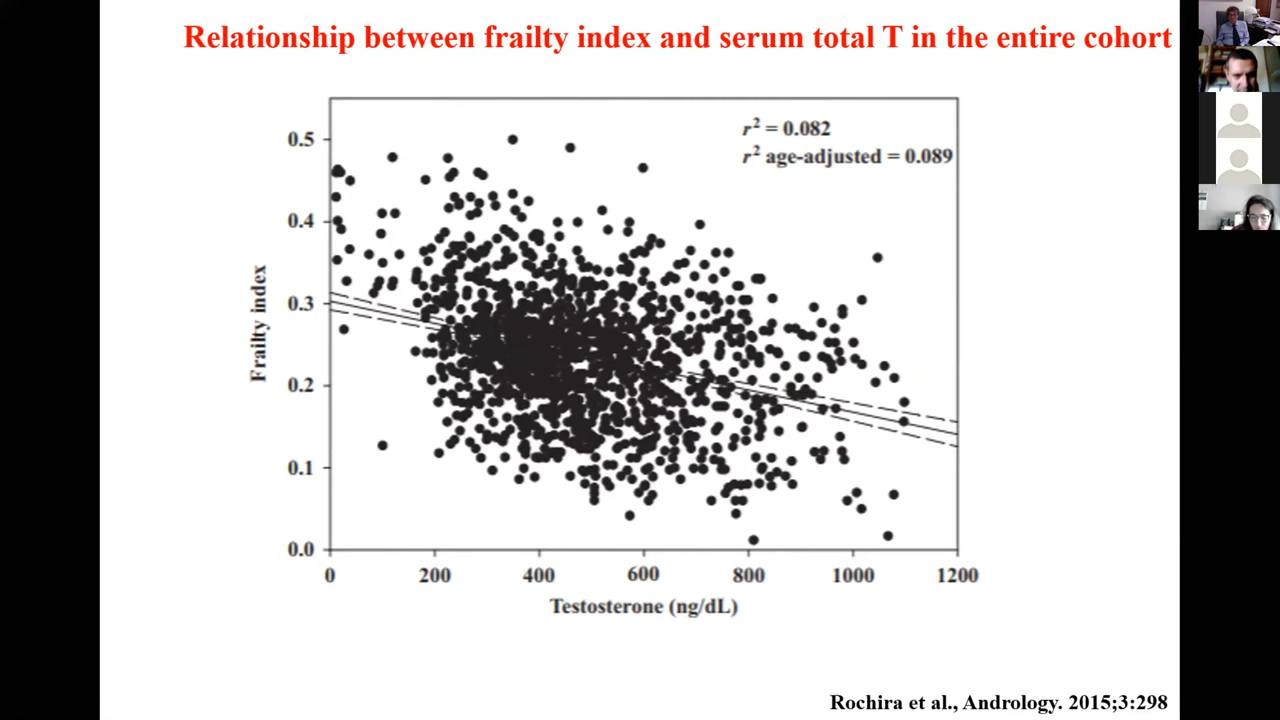 Relationship between frailty index and serum total T in the entire cohort
r² = 0.082
r² age-adjusted = 0.089
0.5
0.4
0.3
0.2
0.1
0.0
Frailty index
0 200 400 600 800 1000 1200
Testosterone (ng/dL)
Rochira et al., Andrology. 2015;3:298